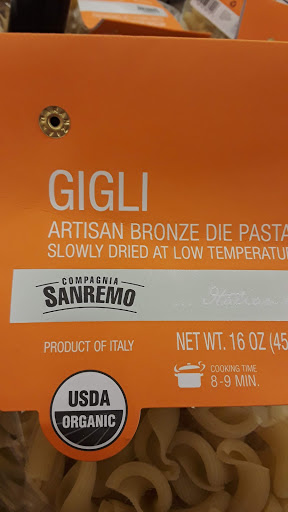 GIGLI
ARTISAN BRONZE DIE PASTA
SLOWLY DRIED AT LOW TEMPERATU
COMPAGNIA
SANREMO
... Italian
PRODUCT OF ITALY
NET WT. 16 OZ (45
COOKING TIME
8-9 MIN.
USDA
ORGANIC